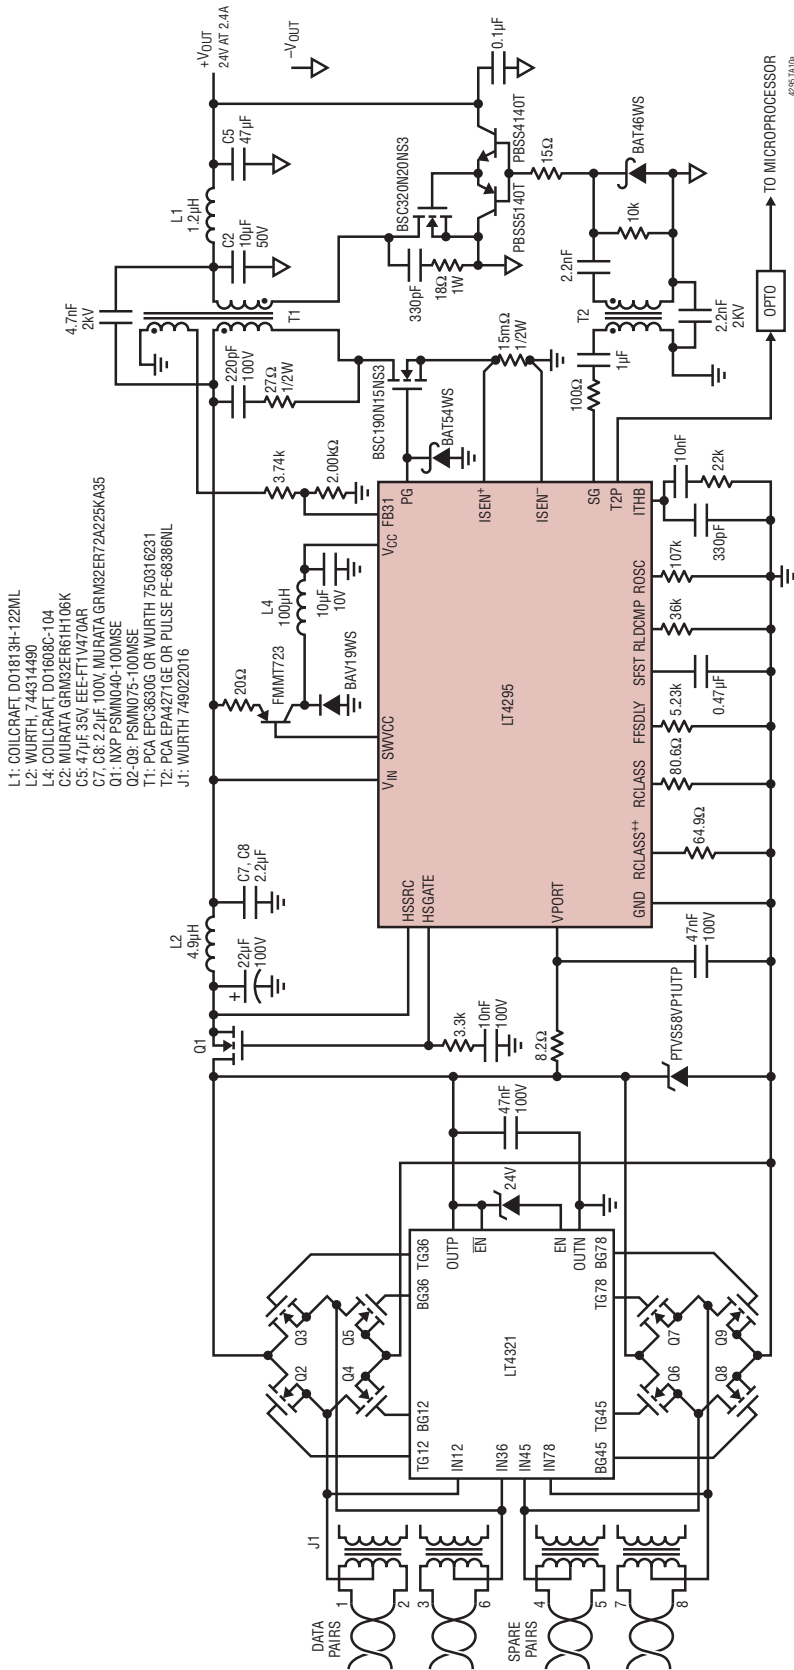 L1: COILCRAFT, DO1813H-122ML
L2: WURTH, 744314490
L4: COILCRAFT, DO1608C-104
C2: MURATA GRM32ER61H106K
C5: 47µF, 35V, EEE-FT1V470AR
C7, C8: 2.2µF, 100V, MURATA GRM32ER72A225KA35
Q1: NXP PSMN040-100MSE
Q2-Q9: PSMN075-100MSE
T1: PCA EPC3630G OR WURTH 750316231
T2: PCA EPA4271GE OR PULSE PE-68386NL
J1: WURTH 749022016
DATA
PAIRS
1
2
3
6
SPARE
PAIRS
4
5
7
8
J1
Q2
Q3
Q4
Q5
TG12
BG12
BG36
TG36
IN12
IN36
IN45
IN78
LT4321
OUTP
EN
EN
OUTN
BG45
TG45
TG78
BG78
Q6
Q7
Q8
Q9
24V
47nF
100V
Q1
3.3k
10nF
100V
8.2Ω
PTVS58VP1UTP
47nF
100V
+
22µF
100V
L2
4.9µH
C7, C8
2.2µF
HSSRC
HSGATE
VPORT
GND
RCLASS++
RCLASS
FFSDLY
SFST
RLDCMP
ROSC
ITHB
64.9Ω
80.6Ω
5.23k
0.47µF
36k
107k
330pF
10nF
22k
LT4295
VIN
SWVCC
VCC
FB31
PG
ISEN+
ISEN–
SG
T2P
20Ω
FMMT723
BAV19WS
L4
100µH
10µF
10V
3.74k
2.00kΩ
220pF
100V
27Ω
1/2W
4.7nF
2kV
T1
BSC190N15NS3
BAT54WS
15mΩ
1/2W
100Ω
1µF
T2
2.2nF
2.2nF
2KV
10k
BAT46WS
15Ω
OPTO
TO MICROPROCESSOR
C2
10µF
50V
L1
1.2µH
C5
47µF
+VOUT
24V AT 2.4A
–VOUT
330pF
18Ω
1W
BSC320N20NS3
PBSS5140T
PBSS4140T
0.1µF
4295 TA10a